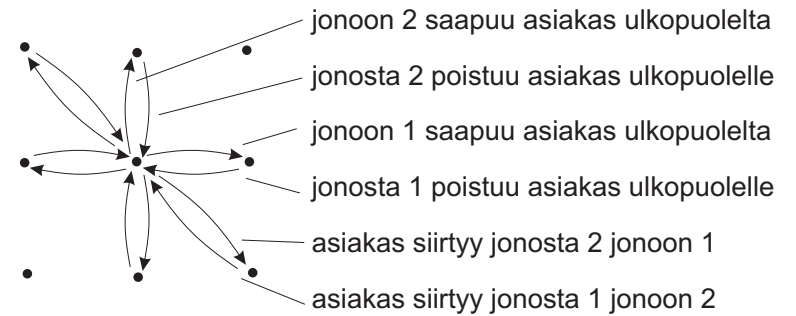 jonoon 2 saapuu asiakas ulkopuolelta
jonosta 2 poistuu asiakas ulkopuolelle
jonoon 1 saapuu asiakas ulkopuolelta
jonosta 1 poistuu asiakas ulkopuolelle
asiakas siirtyy jonosta 2 jonoon 1
asiakas siirtyy jonosta 1 jonoon 2